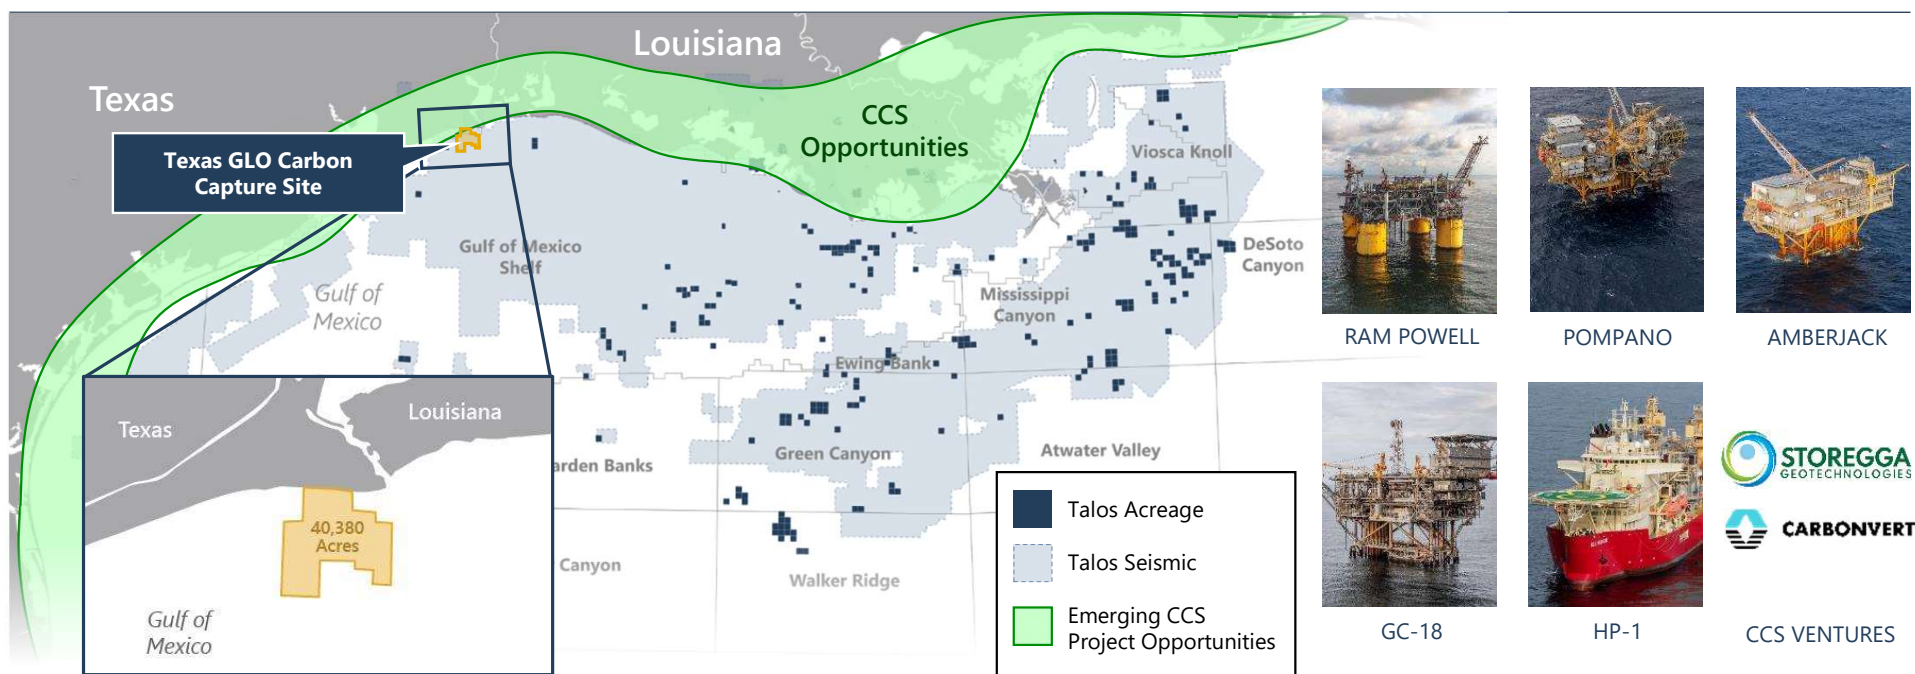 Louisiana
Texas
CCS
Opportunities
Texas GLO Carbon
Capture Site
Viosca Knoll
Gulf of Mexico
Shelf
DeSoto
Canyon
Gulf of
Mexico
Mississippi
Canyon
Ewing Bank
Texas
Louisiana
arden Banks
Green Canyon
Atwater Valley
40,380
Acres
Canyon
Walker Ridge
Gulf of
Mexico
Talos Acreage
Talos Seismic
Emerging CCS
Project Opportunities
RAM POWELL
POMPANO
AMBERJACK
STOREGGA
GEOTECHNOLOGIES
CARBONVERT
GC-18
HP-1
CCS VENTURES